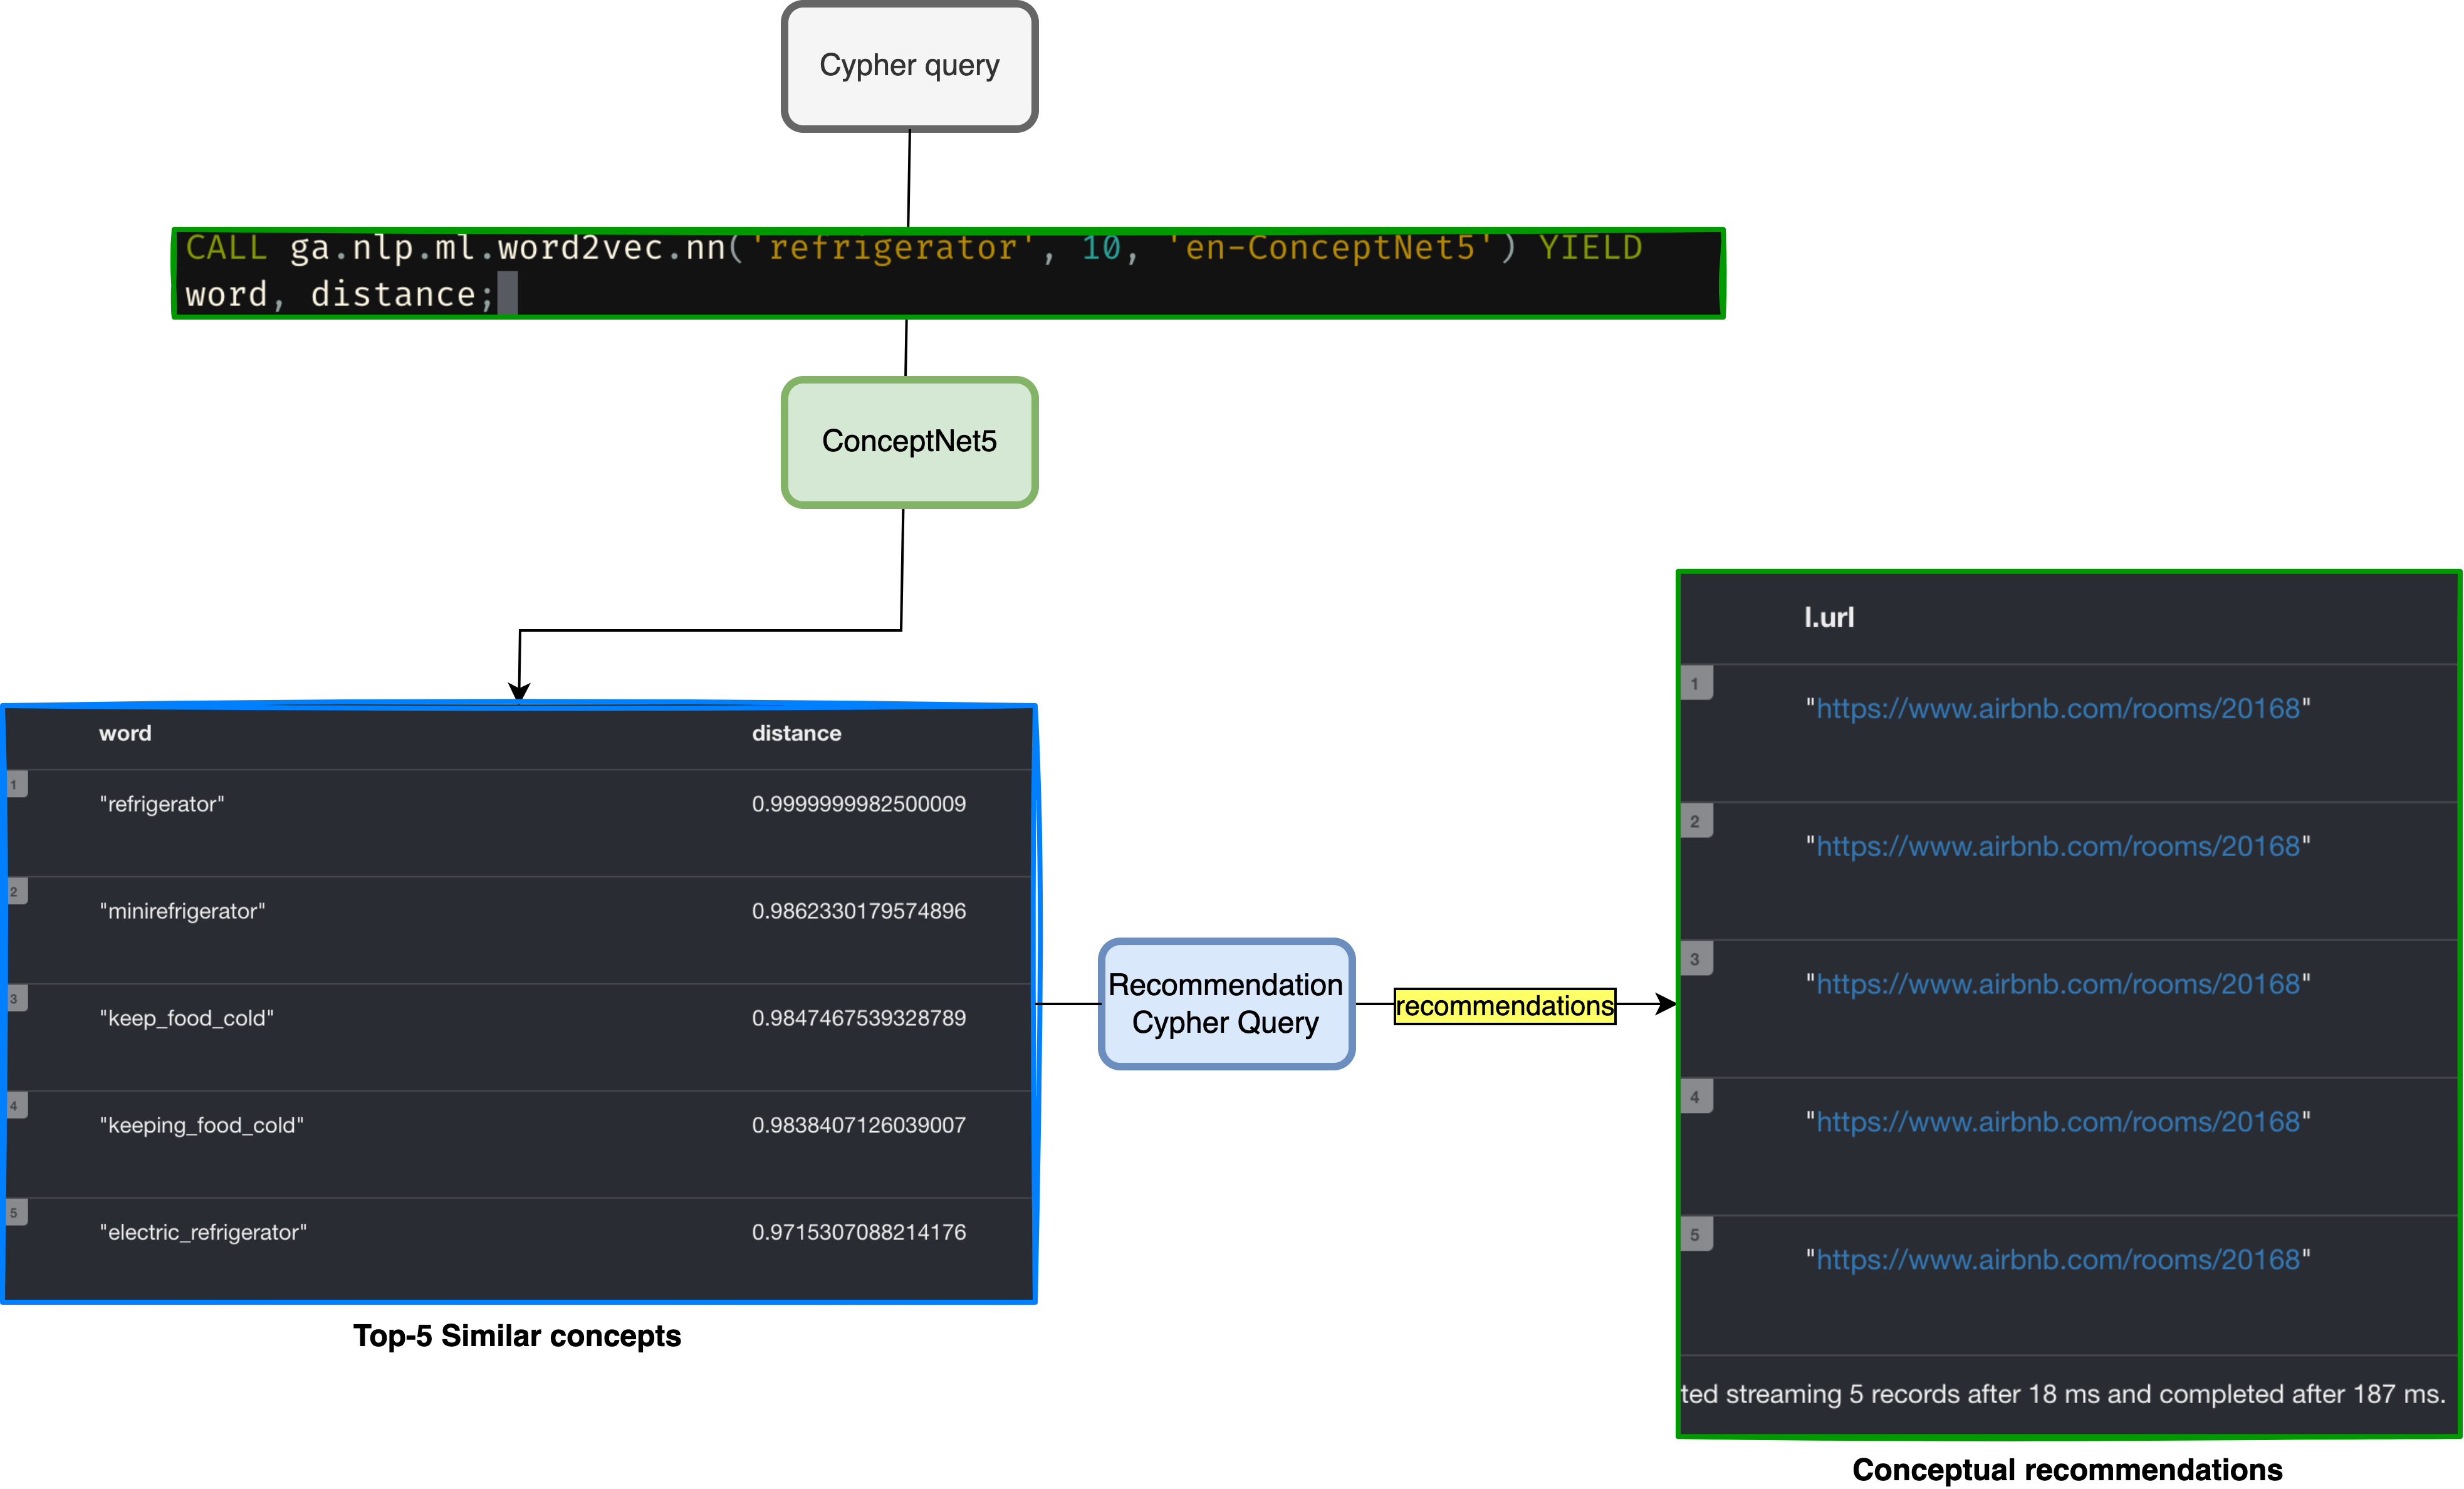 Cypher query
CALL ga.nlp.ml.word2vec.nn('refrigerator', 10, 'en-ConceptNet5') YIELD
word, distance;
ConceptNet5
word distance
1
"refrigerator" 0.9999999982500009
2
"minirefrigerator" 0.9862330179574896
3
"keep_food_cold" 0.9847467539328789
4
"keeping_food_cold" 0.9838407126039007
5
"electric_refrigerator" 0.9715307088214176
Top-5 Similar concepts
Recommendation
Cypher Query
recommendations
l.url
1
"https://www.airbnb.com/rooms/20168"
2
"https://www.airbnb.com/rooms/20168"
3
"https://www.airbnb.com/rooms/20168"
4
"https://www.airbnb.com/rooms/20168"
5
"https://www.airbnb.com/rooms/20168"
ted streaming 5 records after 18 ms and completed after 187 ms.
Conceptual recommendations